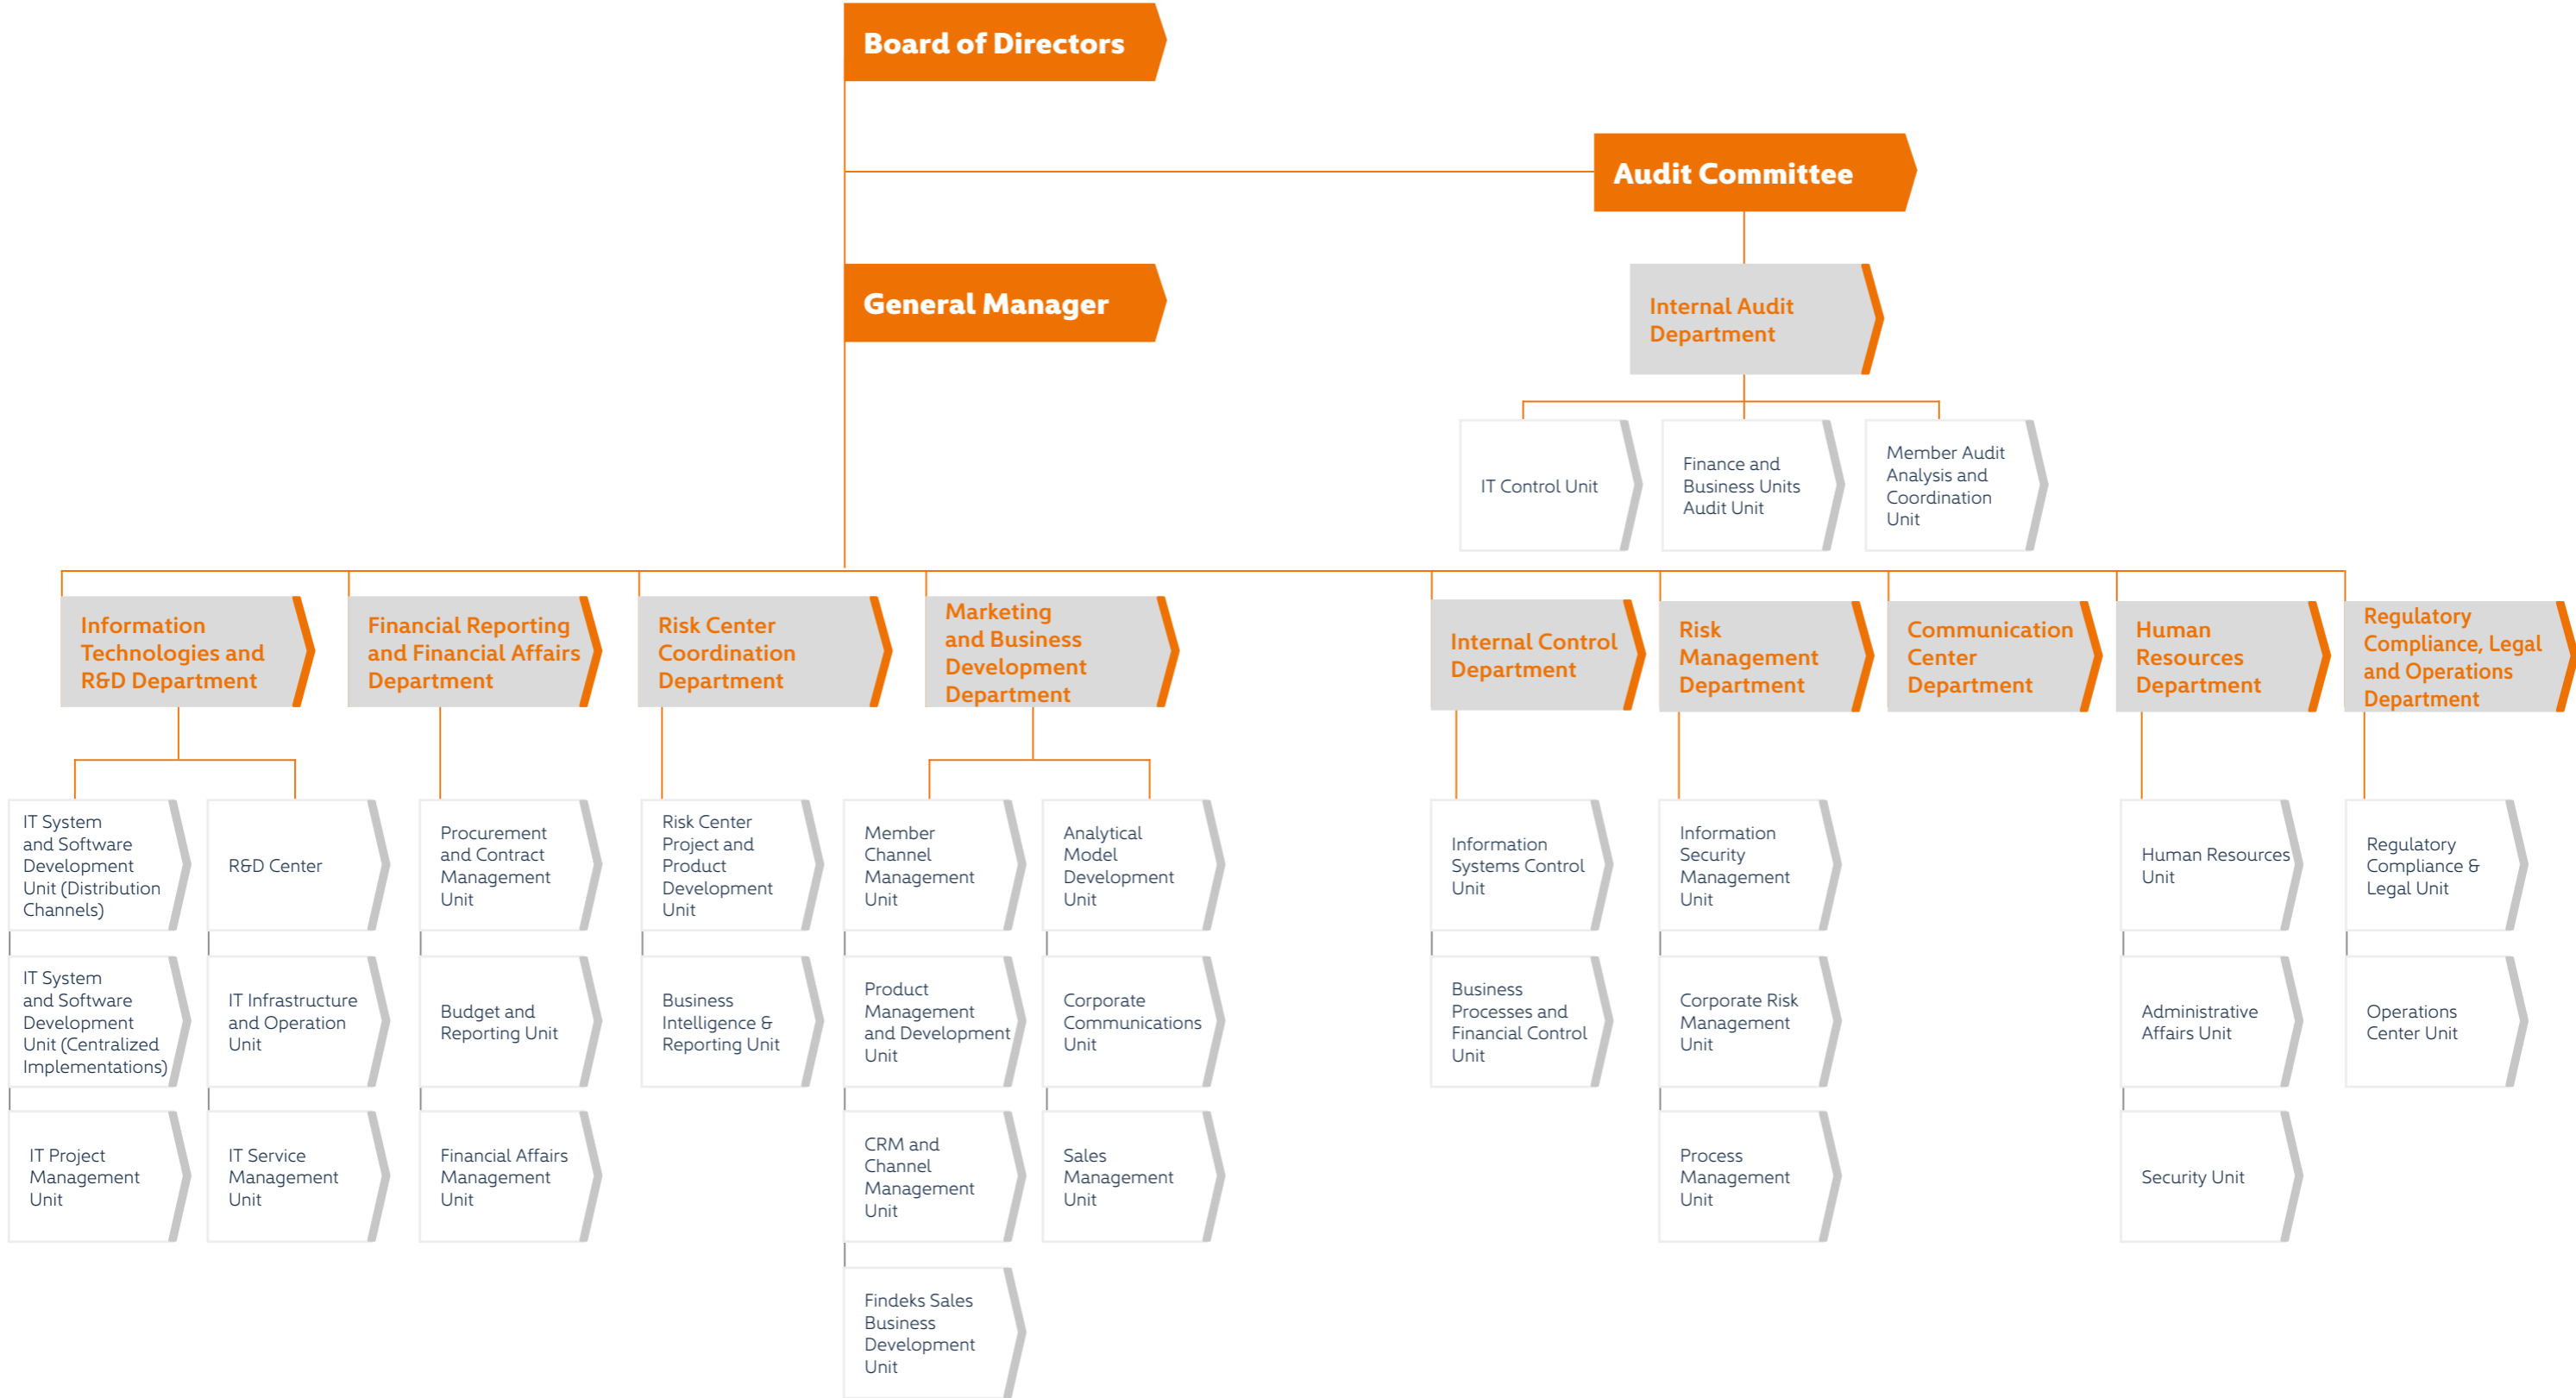 Board of Directors
Audit Committee
General Manager
Internal Audit
Department
IT Control Unit
Finance and
Business Units
Audit Unit
Member Audit
Analysis and
Coordination
Unit
Information
Technologies and
R&D Department
Financial Reporting
and Financial Affairs
Department
Risk Center
Coordination
Department
Marketing
and Business
Development
Department
Internal Control
Department
Risk
Management
Department
Communication
Center
Department
Human
Resources
Department
Regulatory
Compliance, Legal
and Operations
Department
IT System
and Software
Development
Unit (Distribution
Channels)
R&D Center
Procurement
and Contract
Management
Unit
Risk Center
Project and
Product
Development
Unit
Member
Channel
Management
Unit
Analytical
Model
Development
Unit
Information
Systems Control
Unit
Information
Security
Management
Unit
Human Resources
Unit
Regulatory
Compliance &
Legal Unit
IT System
and Software
Development
Unit (Centralized
Implementations)
IT Infrastructure
and Operation
Unit
Budget and
Reporting Unit
Business
Intelligence &
Reporting Unit
Product
Management
and Development
Unit
Corporate
Communications
Unit
Business
Processes and
Financial Control
Unit
Corporate Risk
Management
Unit
Administrative
Affairs Unit
Operations
Center Unit
IT Project
Management
Unit
IT Service
Management
Unit
Financial Affairs
Management
Unit
CRM and
Channel
Management
Unit
Sales
Management
Unit
Process
Management
Unit
Security Unit
Findeks Sales
Business
Development
Unit